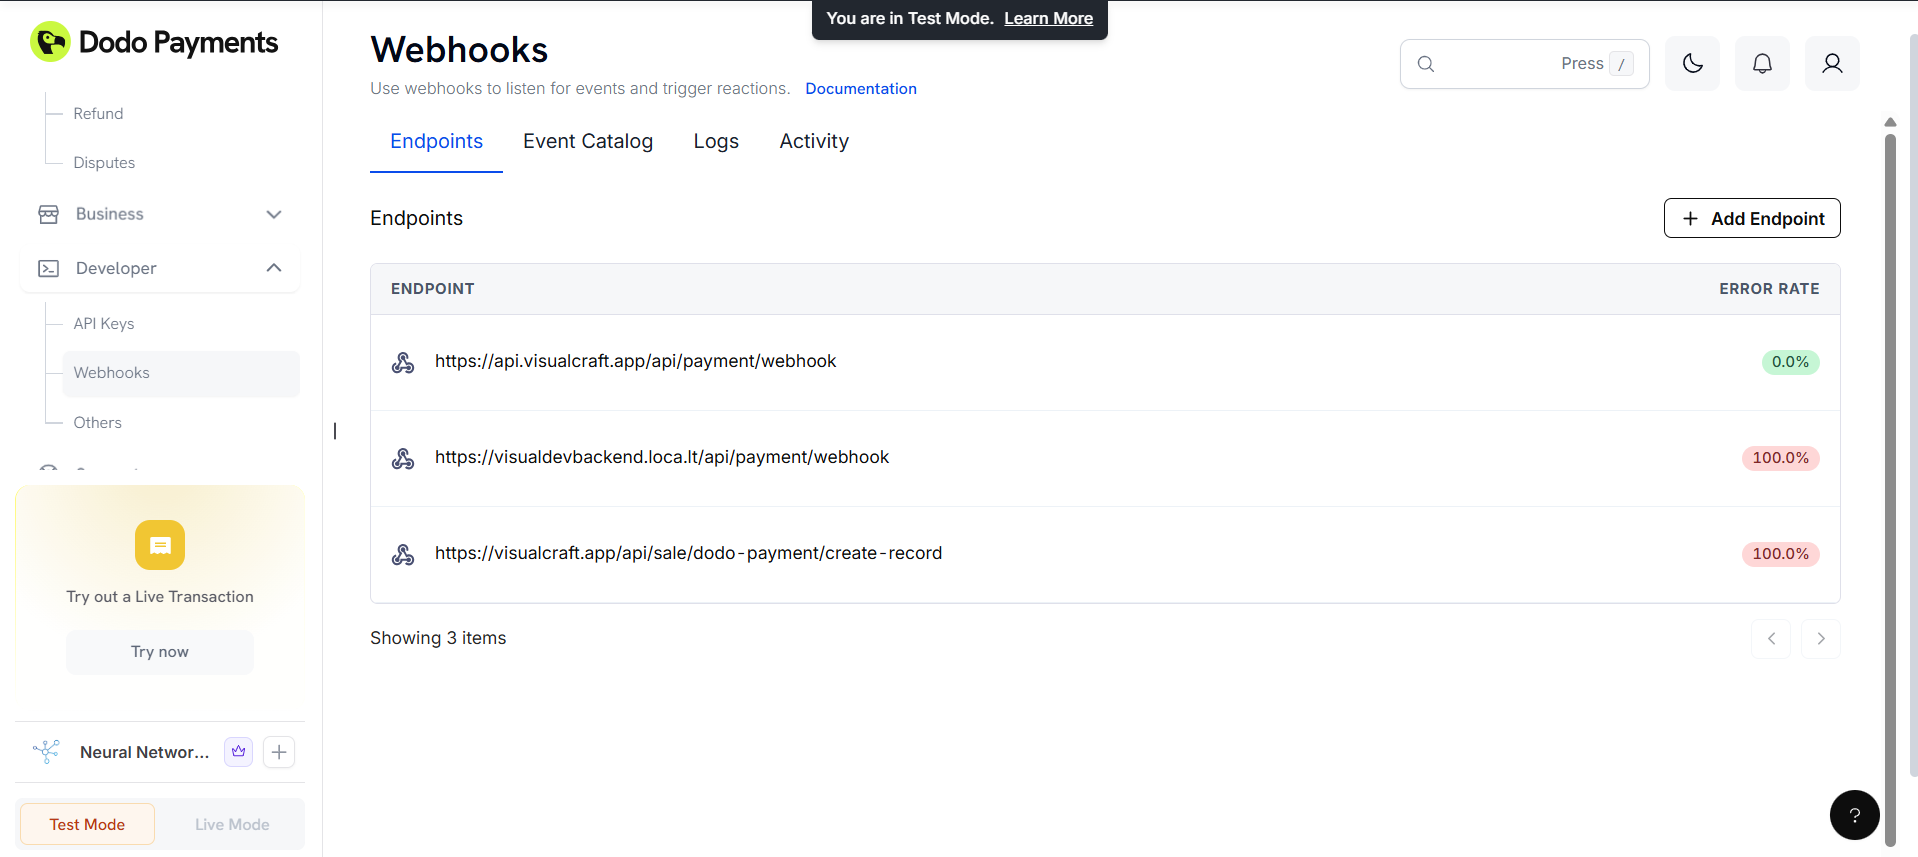 You are in Test Mode. Learn More
Dodo Payments
Refund
Disputes
Business
Developer
API Keys
Webhooks
Others
Try out a Live Transaction
Try now
Neural Networ...
Test Mode
Live Mode
Webhooks
Use webhooks to listen for events and trigger reactions. Documentation
Press /
Endpoints
Event Catalog
Logs
Activity
Endpoints
+ Add Endpoint
ENDPOINT
ERROR RATE
https://api.visualcraft.app/api/payment/webhook
0.0%
https://visualdevbackend.loca.lt/api/payment/webhook
100.0%
https://visualcraft.app/api/sale/dodo-payment/create-record
100.0%
Showing 3 items
?